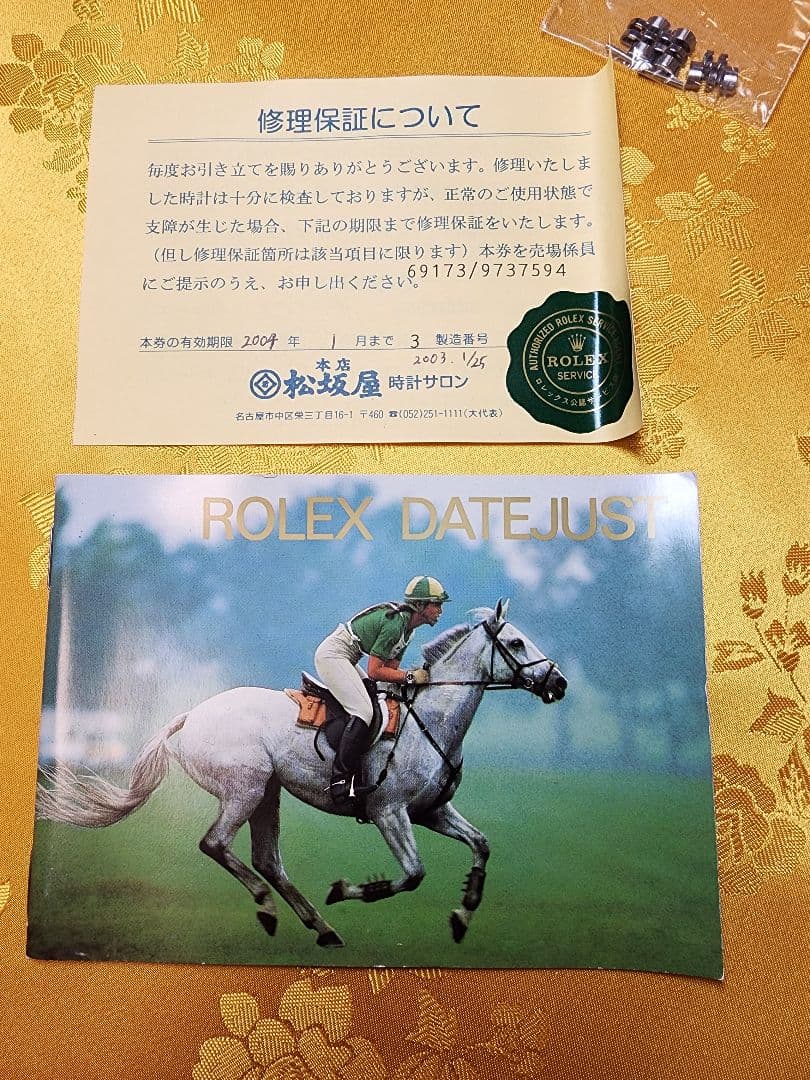 修理保証について
毎度お引き立てを賜りありがとうございます。修理いたしま
した時計は十分に検査しておりますが、正常のご使用状態で
支障が生じた場合、下記の期限まで修理保証をいたします。
(但し修理保証箇所は該当項目に限ります)本券を売場係員
にご提示のうえ、お申し出ください。
69173/9737594
本券の有効期限 2004 年 1 月まで 3 製造番号
2003. 1/25
本店
松坂屋 時計サロン
名古屋市中区栄三丁目16-1 〒460 ☎(052)251-1111(大代表)
AUTHORIZED ROLEX SERVICE
ROLEX
SERVICE
ロレックス公認サービス
ROLEX DATEJUST